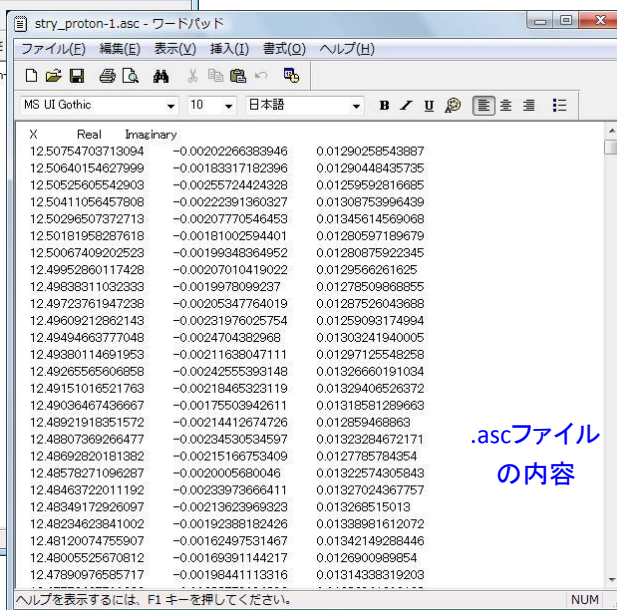 stry_proton-1.asc - ワードパッド
ファイル(F) 編集(E) 表示(V) 挿入(I) 書式(O) ヘルプ(H)
MS UI Gothic 10 日本語 B / U
X Real Imaginary
12.50754703713094 -0.00202266383946 0.01290258543887
12.50640154627999 -0.00183317182396 0.01290448435735
12.50525605542903 -0.00255724424328 0.01259592816685
12.50411056457808 -0.00222391360327 0.01308753996439
12.50296507372713 -0.00207770546453 0.01345614569068
12.50181958287618 -0.00181002594401 0.01280597189679
12.50067409202523 -0.00199348364952 0.01280875922345
12.49952860117428 -0.00207010419022 0.0129566261625
12.49838311032333 -0.0019978099237 0.01278509868855
12.49723761947238 -0.00205347764019 0.01287526043688
12.49609212862143 -0.00231976025754 0.01259093174994
12.49494663777048 -0.0024704382968 0.01303241940005
12.49380114691953 -0.00211638047111 0.01297125548258
12.49265565606858 -0.00242555393148 0.01326660191034
12.49151016521763 -0.00218465323119 0.01329406526372
12.49036467436667 -0.00175503942611 0.01318581289663
12.48921918351572 -0.00214412674726 0.012859468863
12.48807369266477 -0.00234530534597 0.01323284672171
12.48692820181382 -0.00215166753409 0.0127785784354
12.48578271096287 -0.0020005680046 0.01322574305843
12.48463722011192 -0.00233973666411 0.01327024367757
12.48349172926097 -0.00213623969323 0.013268515013
12.48234623841002 -0.00192388182426 0.01338981612072
12.48120074755907 -0.00162497531467 0.01342149288446
12.48005525670812 -0.00169391144217 0.0126900989854
12.47890976585717 -0.00198441113316 0.01314338319203
.ascファイル
の内容
ヘルプを表示するには、F1 キーを押してください。 NUM